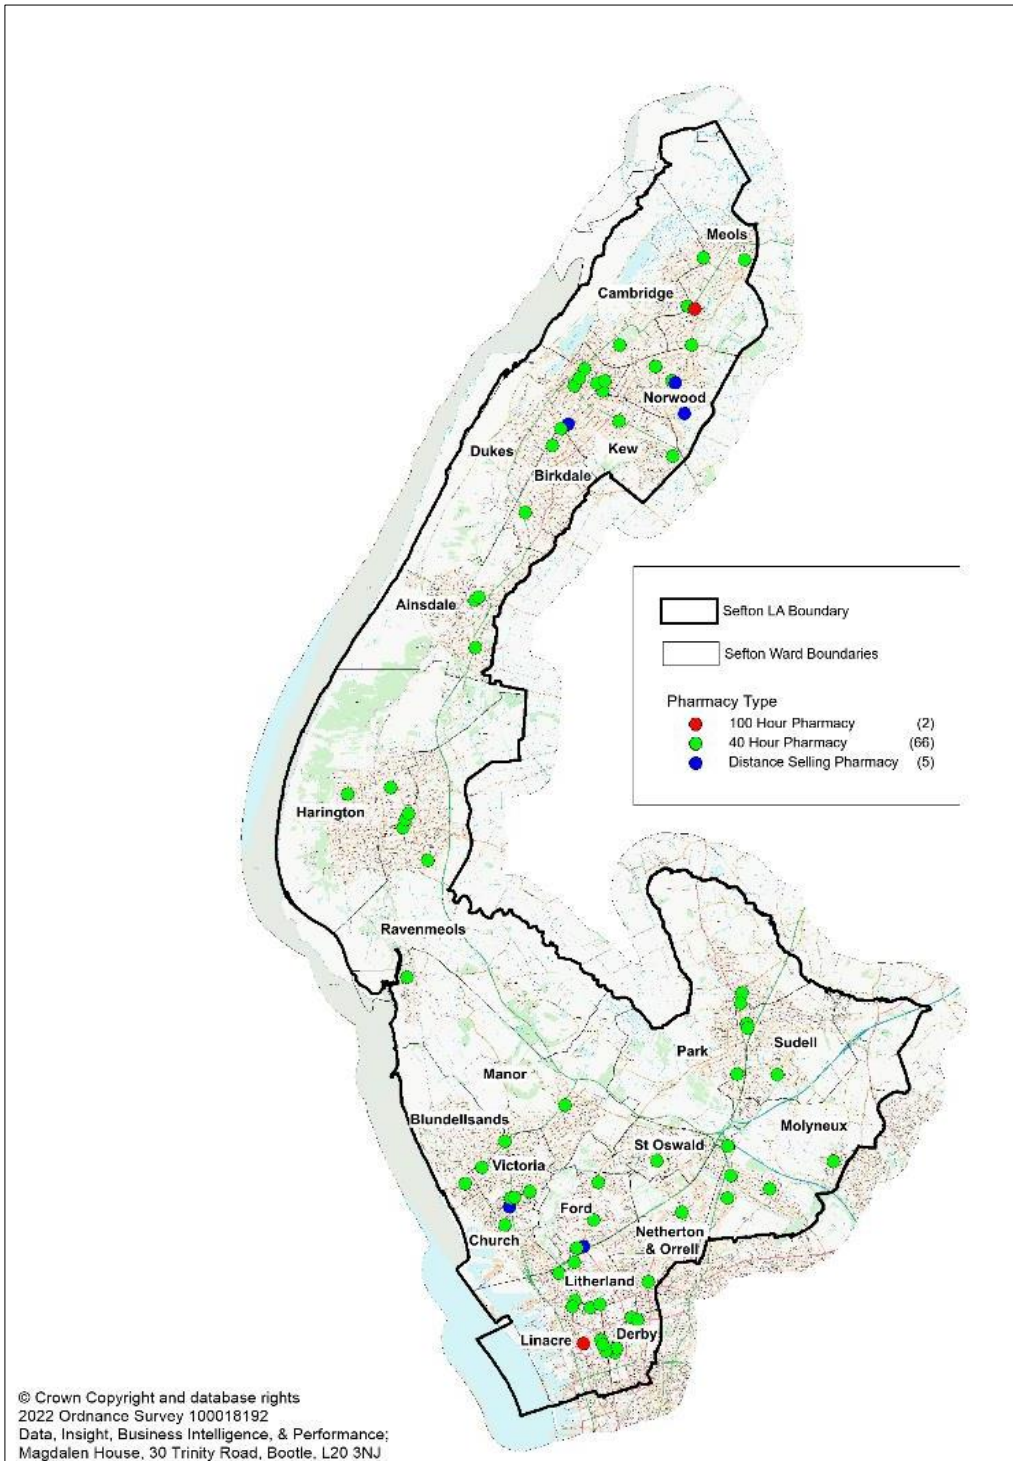 Meols
Cambridge
Norwood
Dukes
Kew
Birkdale
Ainsdale
Sefton LA Boundary
Sefton Ward Boundaries
Pharmacy Type
100 Hour Pharmacy (2)
40 Hour Pharmacy (66)
Distance Selling Pharmacy (5)
Harington
Ravenmeols
Park
Sudell
Manor
Blundellsands
Molyneux
St Oswald
Victoria
Ford
Church
Netherton
& Orrell
Litherland
Linacre
Derby
© Crown Copyright and database rights
2022 Ordnance Survey 100018192
Data, Insight, Business Intelligence, & Performance;
Magdalen House, 30 Trinity Road, Bootle, L20 3NJ